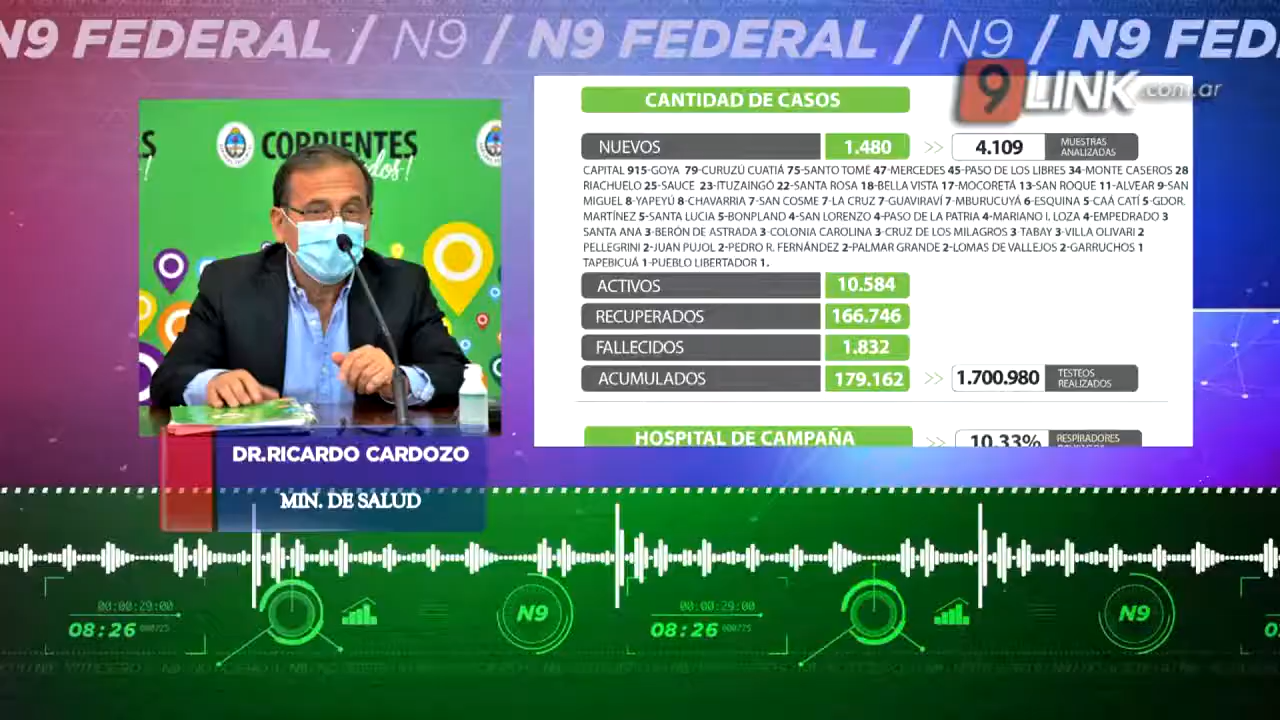 N9 FEDERAL / N9 / N9 FEDERAL / N9 / N9 FED
9 LINK.com.ar
CORRIENTES
CANTIDAD DE CASOS
NUEVOS 1.480 >> 4.109 MUESTRAS ANALIZADAS
CAPITAL 915-GOYA 79-CURUZÚ CUATIÁ 75-SANTO TOMÉ 47-MERCEDES 45-PASO DE LOS LIBRES 34-MONTE CASEROS 28
RIACHUELO 25-SAUCE 23-ITUZAINGÓ 22-SANTA ROSA 18-BELLA VISTA 17-MOCORETÁ 13-SAN ROQUE 11-ALVEAR 9-SAN
MIGUEL 8-YAPEYÚ 8-CHAVARRIA 7-SAN COSME 7-LA CRUZ 7-GUAVIRAVÍ 7-MBURUCUYÁ 6-ESQUINA 5-CAÁ CATÍ 5-GDOR.
MARTÍNEZ 5-SANTA LUCIA 5-BONPLAND 4-SAN LORENZO 4-PASO DE LA PATRIA 4-MARIANO I. LOZA 4-EMPEDRADO 3
SANTA ANA 3-BERÓN DE ASTRADA 3-COLONIA CAROLINA 3-CRUZ DE LOS MILAGROS 3-TABAY 3-VILLA OLIVARI 2
PELLEGRINI 2-JUAN PUJOL 2-PEDRO R. FERNÁNDEZ 2-PALMAR GRANDE 2-LOMAS DE VALLEJOS 2-GARRUCHOS 1
TAPEBICUÁ 1-PUEBLO LIBERTADOR 1.
ACTIVOS 10.584
RECUPERADOS 166.746
FALLECIDOS 1.832
ACUMULADOS 179.162 >> 1.700.980 TESTEOS REALIZADOS
HOSPITAL DE CAMPAÑA >> 10.33% RESPIRADORES
DR.RICARDO CARDOZO
MIN. DE SALUD
00:00:29:00 00:00:29:00
08:26 000725 N9 08:26 000725 N9